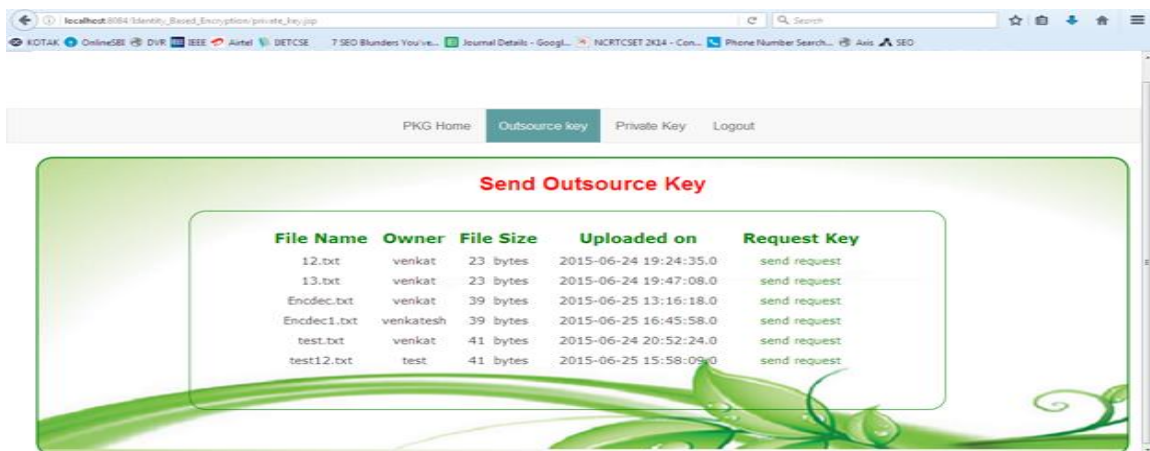 localhost:8084/Identity_Based_Encryption/private_key.jsp Search
KOTAK OnlineSBI DVR IEEE Airtel DETCSE 7 SEO Blunders You've... Journal Details - Googl... NCRTCSET 2K14 - Con... Phone Number Search... Axis SEO
PKG Home Outsource key Private Key Logout
Send Outsource Key
File Name Owner File Size Uploaded on Request Key
12.txt venkat 23 bytes 2015-06-24 19:24:35.0 send request
13.txt venkat 23 bytes 2015-06-24 19:47:08.0 send request
Encdec.txt venkat 39 bytes 2015-06-25 13:16:18.0 send request
Encdec1.txt venkatesh 39 bytes 2015-06-25 16:45:58.0 send request
test.txt venkat 41 bytes 2015-06-24 20:52:24.0 send request
test12.txt test 41 bytes 2015-06-25 15:58:09.0 send request